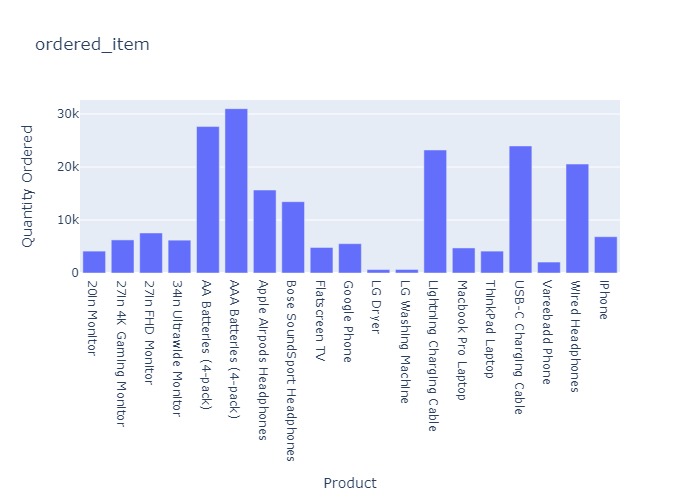 ordered_item
Quantity Ordered
30k
20k
10k
0
20in Monitor
27in 4K Gaming Monitor
27in FHD Monitor
34in Ultrawide Monitor
AA Batteries (4-pack)
AAA Batteries (4-pack)
Apple Airpods Headphones
Bose SoundSport Headphones
Flatscreen TV
Google Phone
LG Dryer
LG Washing Machine
Lightning Charging Cable
Macbook Pro Laptop
ThinkPad Laptop
USB-C Charging Cable
Vareebadd Phone
Wired Headphones
iPhone
Product